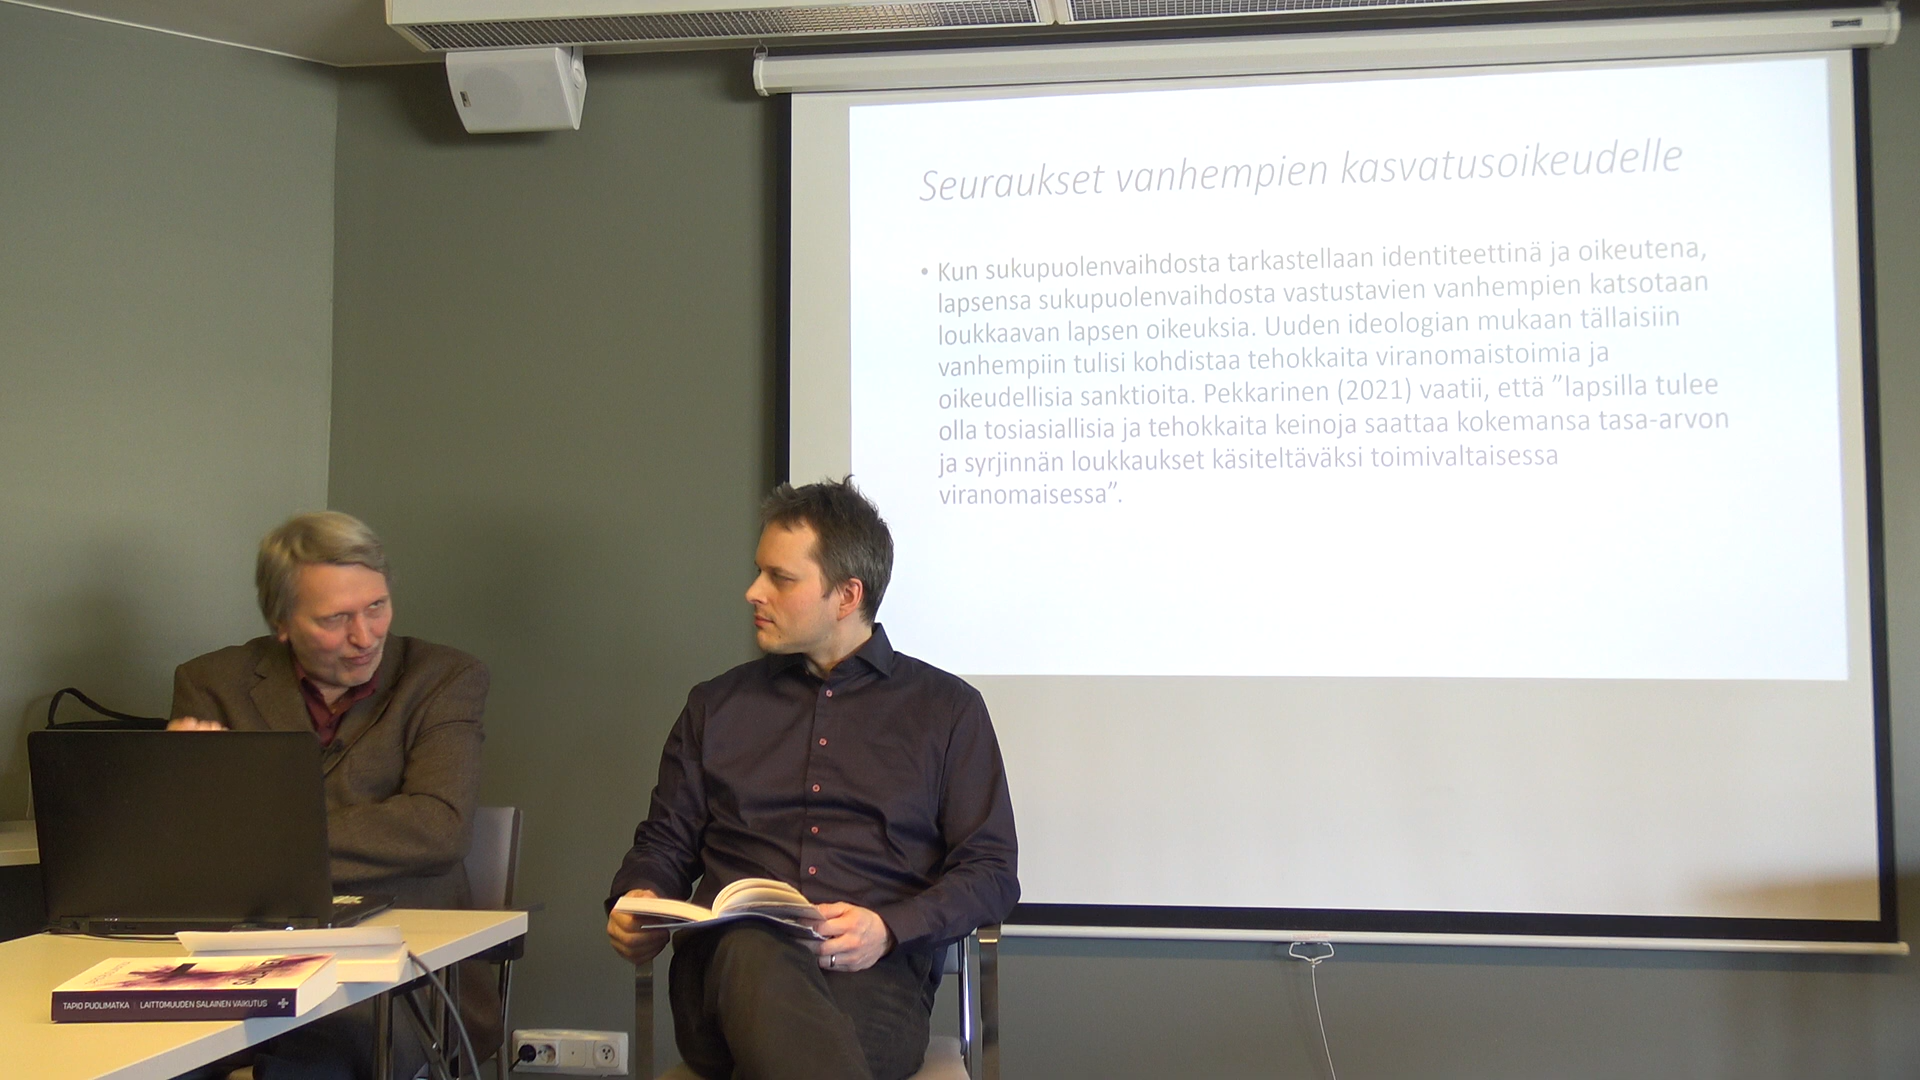 Seuraukset vanhempien kasvatusoikeudelle
• Kun sukupuolenvaihdosta tarkastellaan identiteettinä ja oikeutena,
lapsensa sukupuolenvaihdosta vastustavien vanhempien katsotaan
loukkaavan lapsen oikeuksia. Uuden ideologian mukaan tällaisiin
vanhempiin tulisi kohdistaa tehokkaita viranomaistoimia ja
oikeudellisia sanktioita. Pekkarinen (2021) vaatii, että ”lapsilla tulee
olla tosiasiallisia ja tehokkaita keinoja saattaa kokemansa tasa-arvon
ja syrjinnän loukkaukset käsiteltäväksi toimivaltaisessa
viranomaisessa”.
TAPIO PUOLIMATKA | LAITTOMUUDEN SALAINEN VAIKUTUS